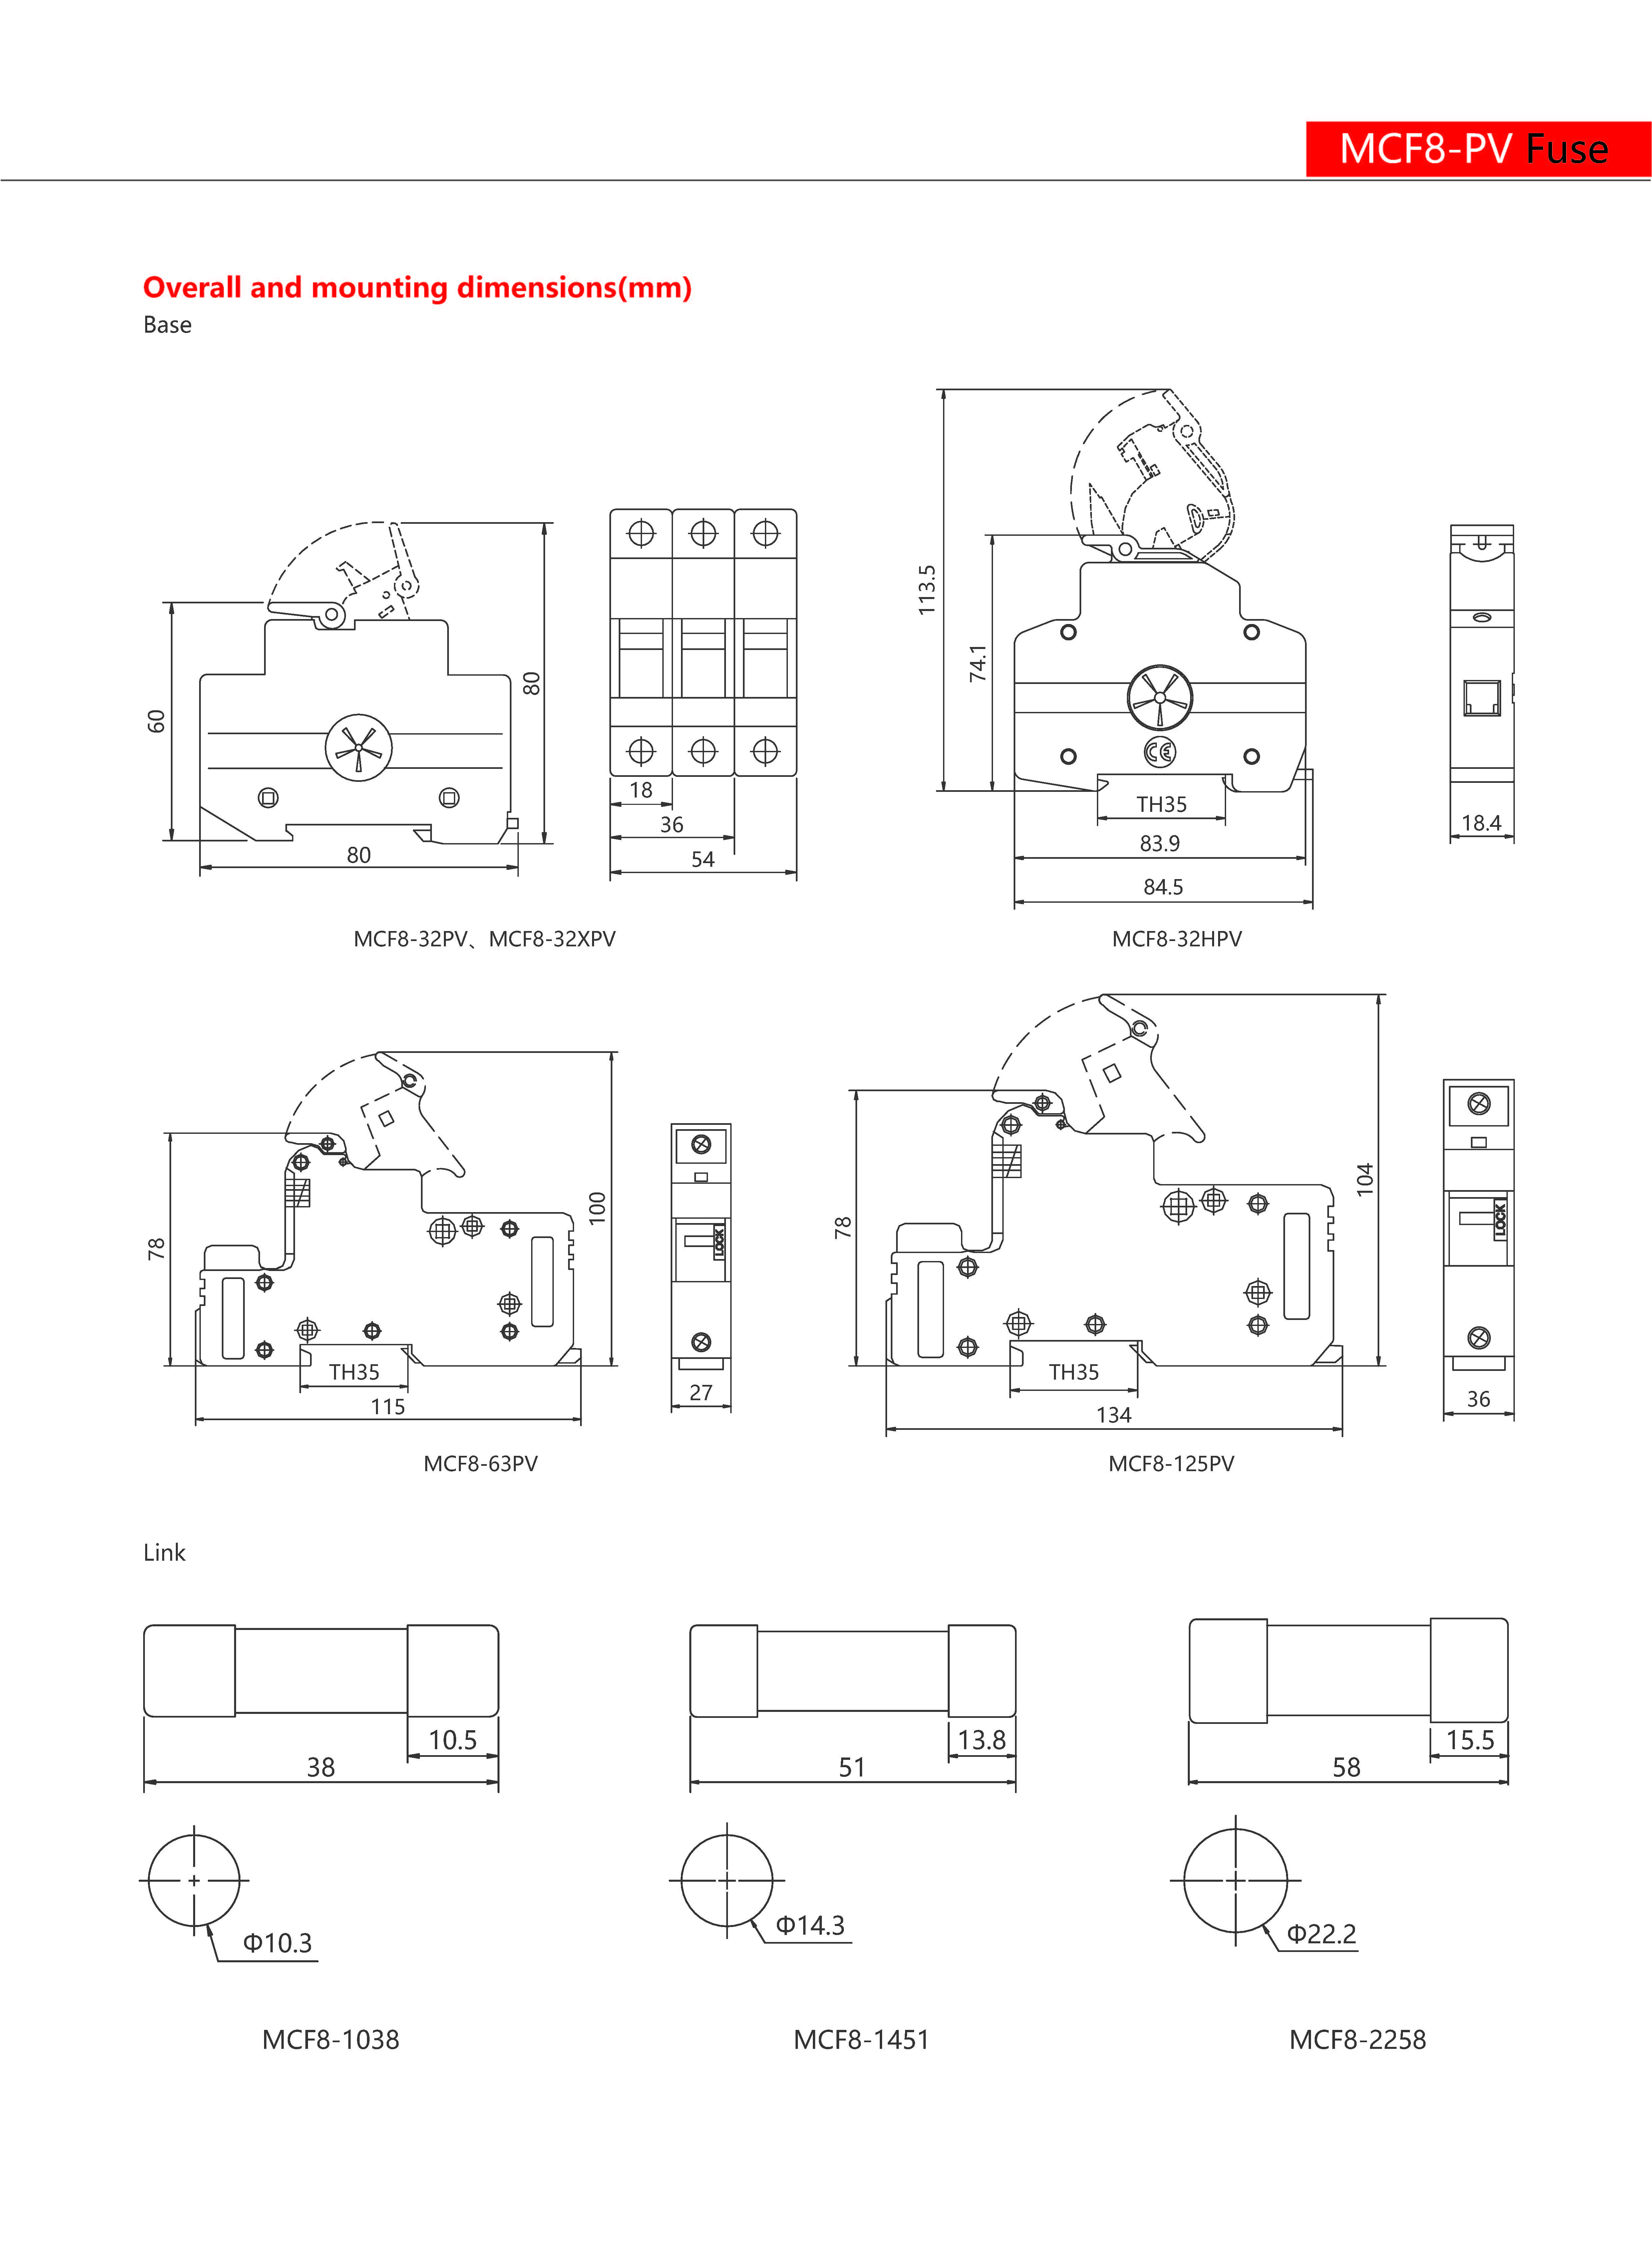 MCF8-PV Fuse
Overall and mounting dimensions(mm)
Base
60
80
80
18
36
54
113.5
74.1
CE
TH35
83.9
84.5
18.4
MCF8-32PV、MCF8-32XPV
MCF8-32HPV
78
100
TH35
115
LOCK
27
78
104
TH35
134
LOCK
36
MCF8-63PV
MCF8-125PV
Link
10.5
38
13.8
51
15.5
58
Φ10.3
Φ14.3
Φ22.2
MCF8-1038
MCF8-1451
MCF8-2258